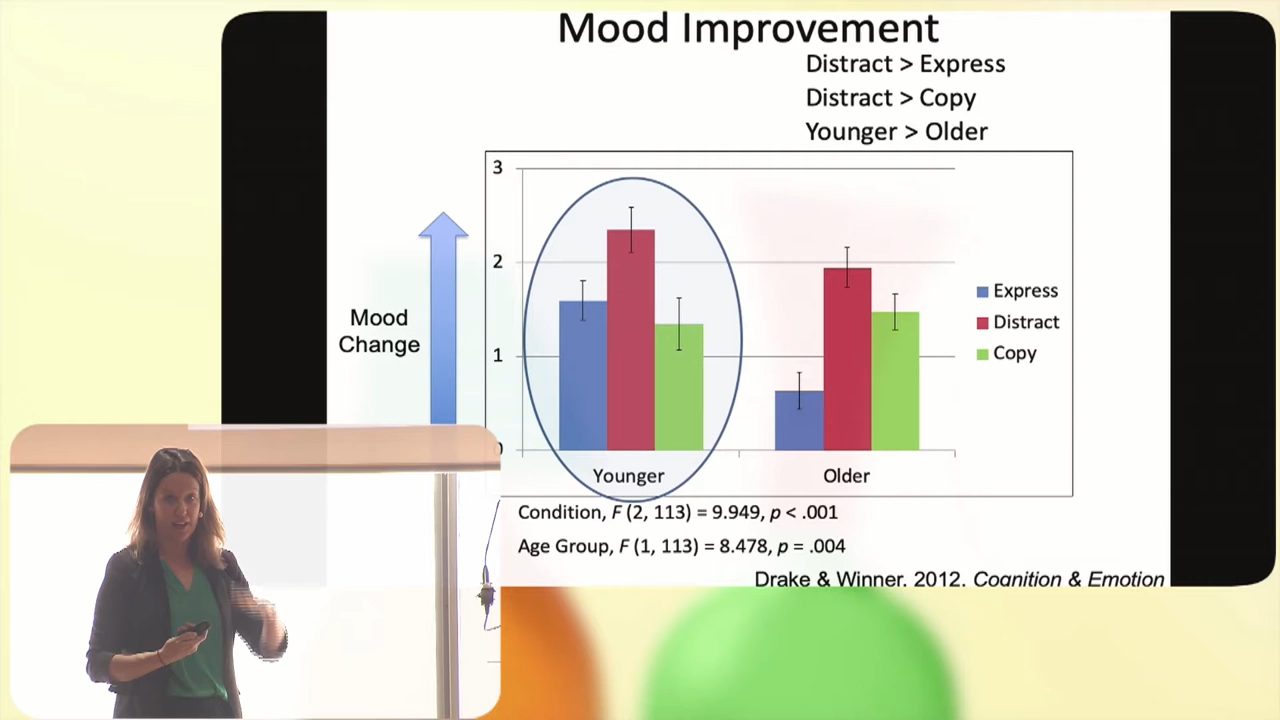 Mood Improvement
Distract > Express
Distract > Copy
Younger > Older
3
2
1
0
Mood
Change
Express
Distract
Copy
Younger
Older
Condition, F (2, 113) = 9.949, p < .001
Age Group, F (1, 113) = 8.478, p = .004
Drake & Winner, 2012, Cognition & Emotion